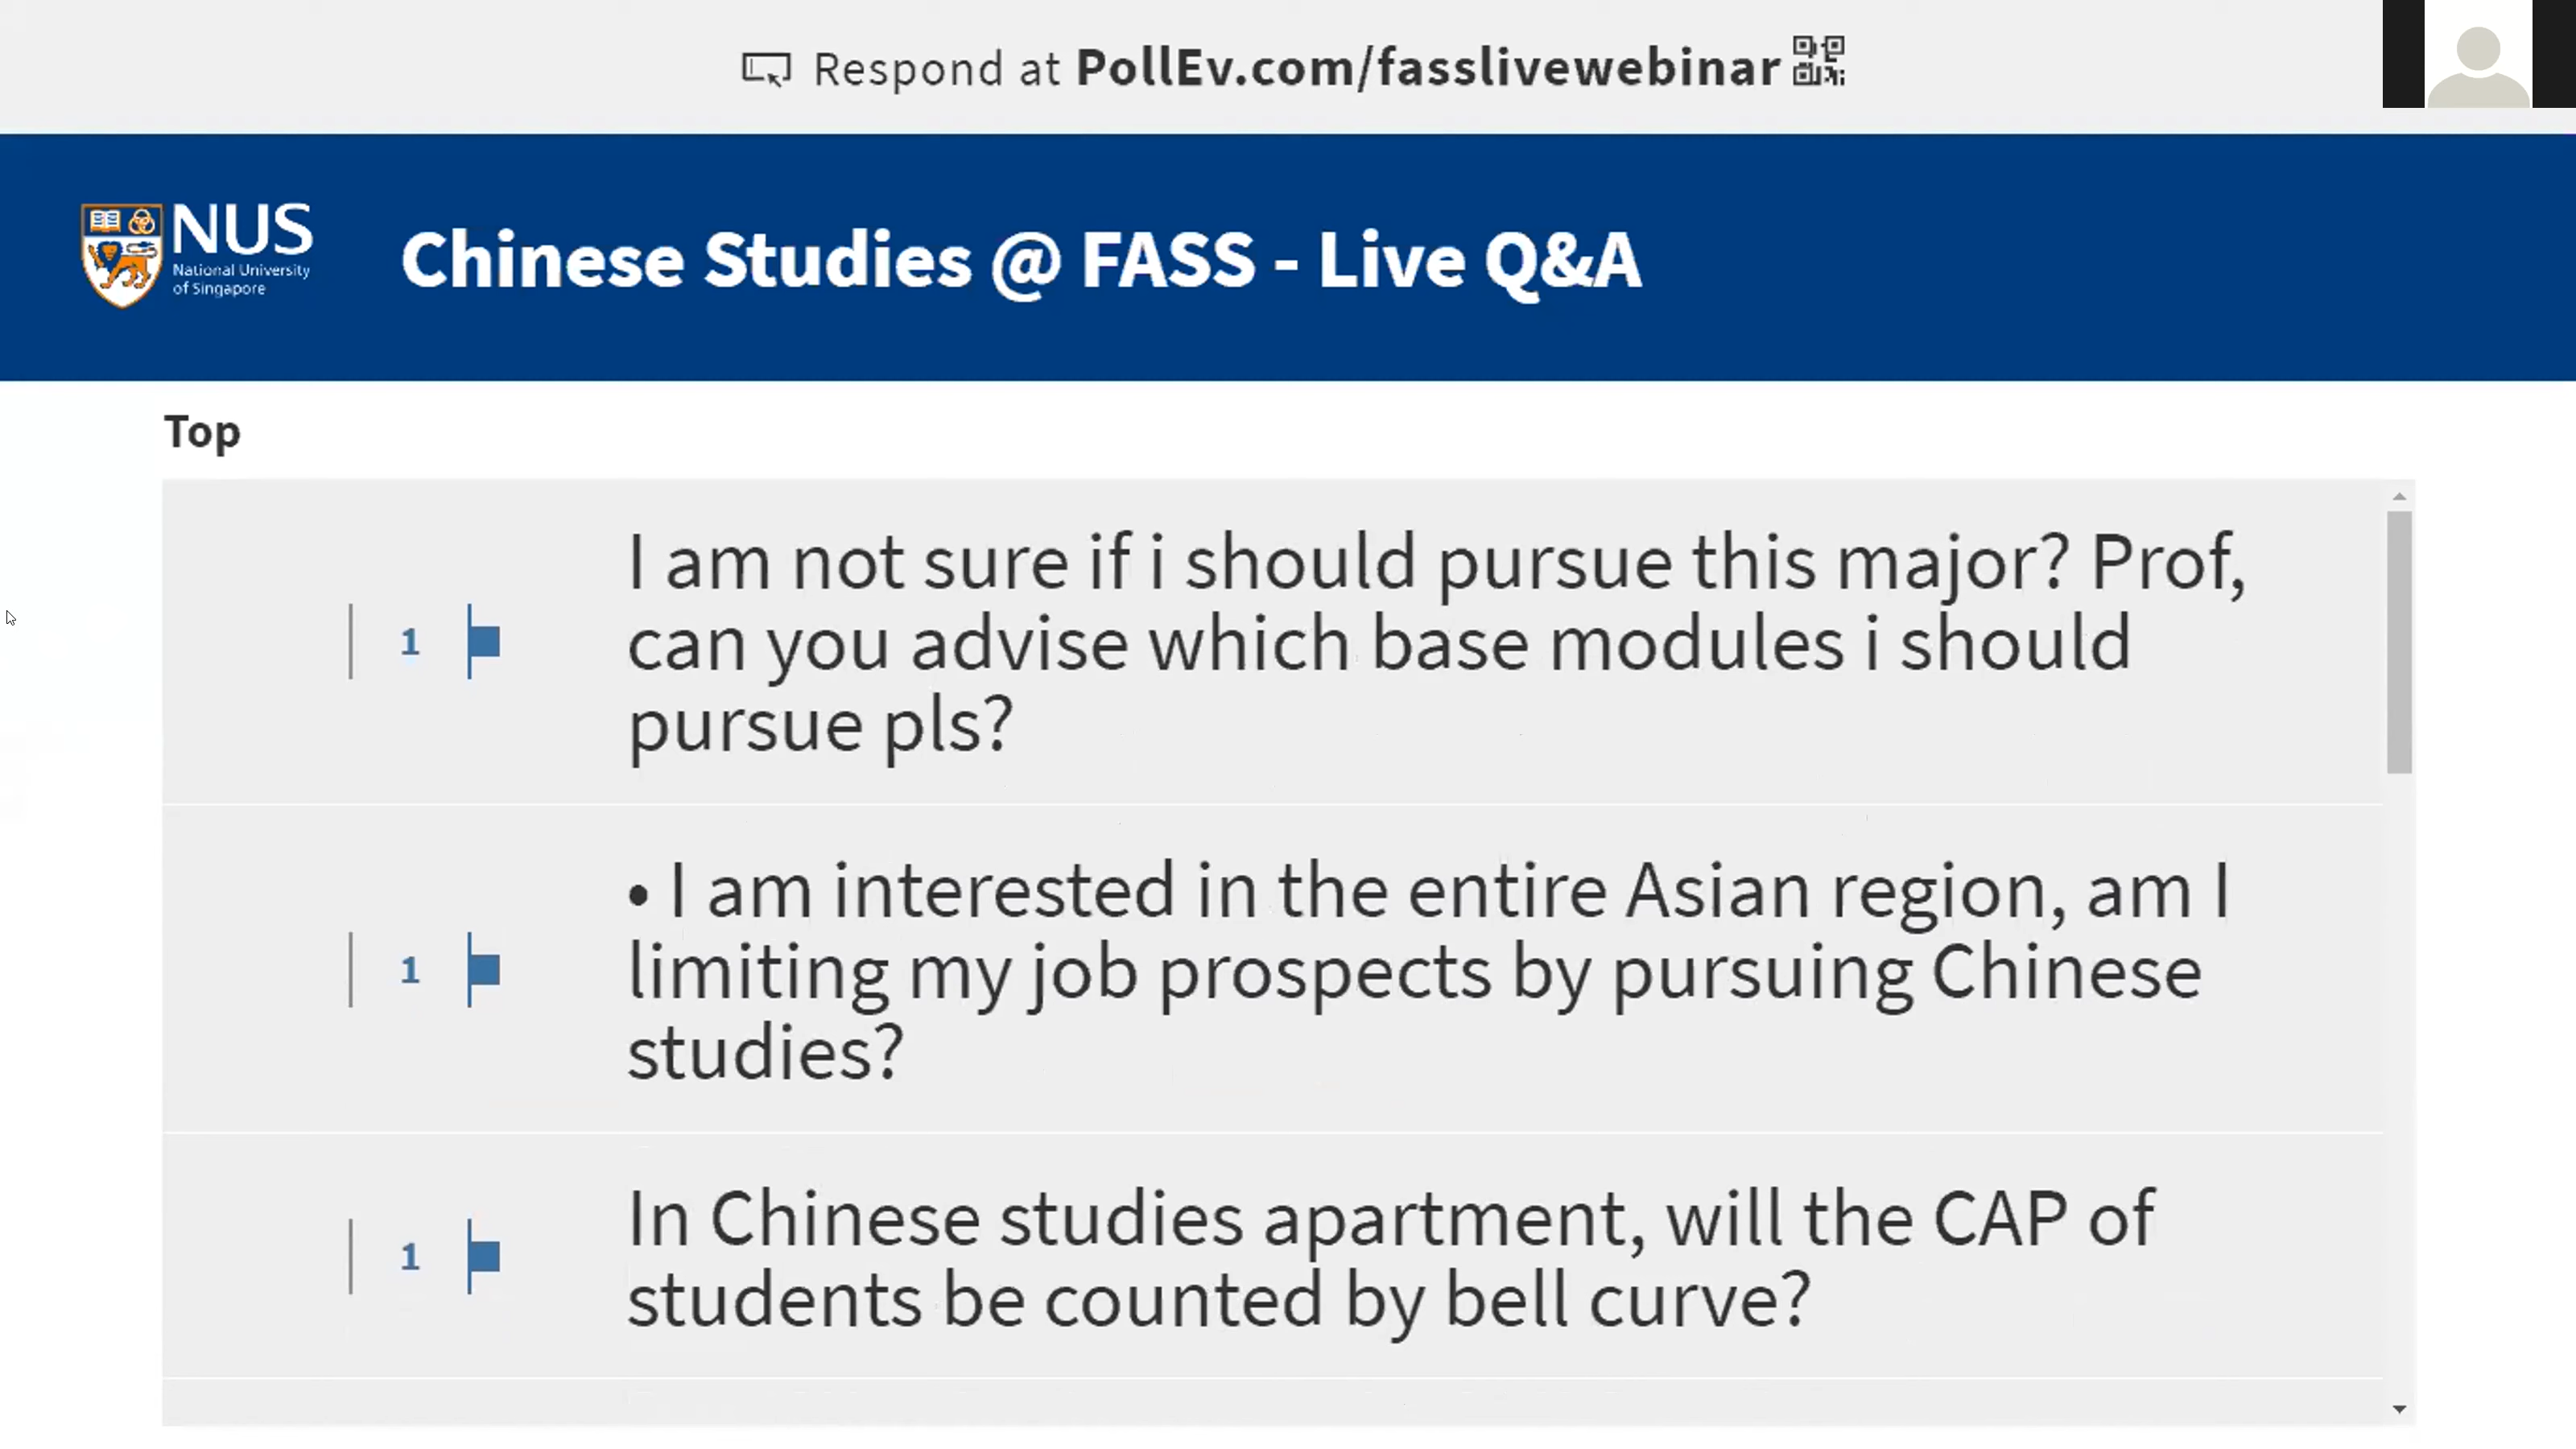 Respond at PollEv.com/fasslivewebinar
NUS
National University
of Singapore
Chinese Studies @ FASS - Live Q&A
Top
1
I am not sure if i should pursue this major? Prof,
can you advise which base modules i should
pursue pls?
1
• I am interested in the entire Asian region, am I
limiting my job prospects by pursuing Chinese
studies?
1
In Chinese studies apartment, will the CAP of
students be counted by bell curve?